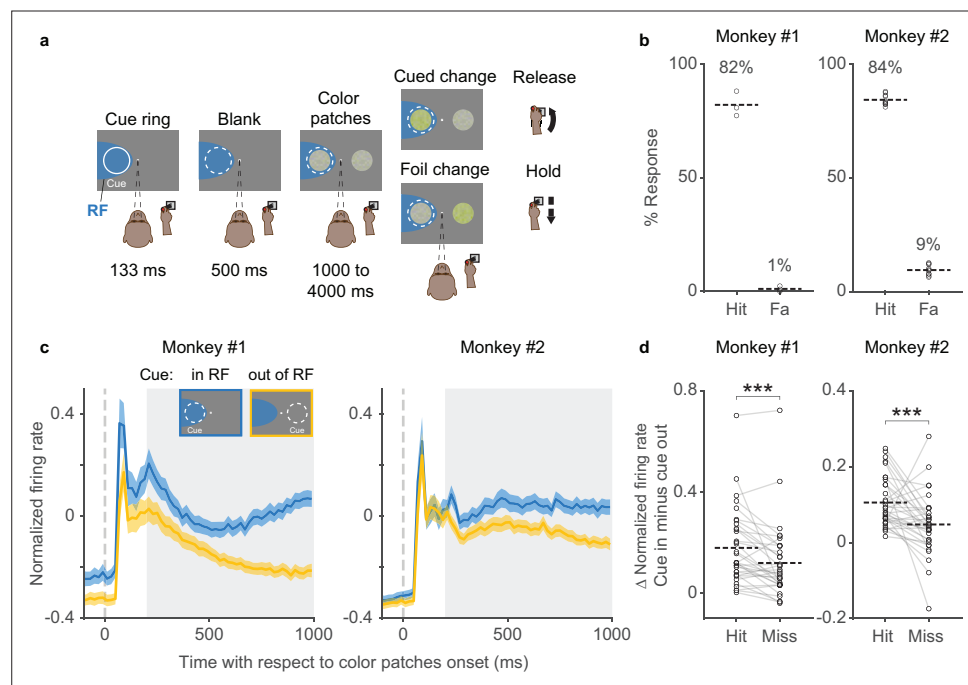 a
Cue ring
Cue
RF
133 ms
Blank
500 ms
Color
patches
1000 to
4000 ms
Cued change
Release
Foil change
Hold
b
Monkey #1
Monkey #2
% Response
100
50
0
82%
1%
Hit
Fa
100
50
0
84%
9%
Hit
Fa
c
Monkey #1
Monkey #2
Cue:
in RF
out of RF
Cue
Cue
Normalized firing rate
0.4
0
-0.4
0
500
1000
0.4
0
-0.4
0
500
1000
Time with respect to color patches onset (ms)
d
Monkey #1
Monkey #2
Δ Normalized firing rate
Cue in minus cue out
0.8
0.4
0
***
Hit
Miss
0.4
0.2
0
-0.2
***
Hit
Miss